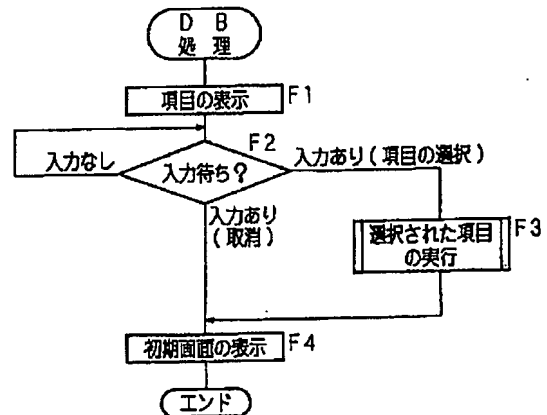 D B
処 理
項目の表示 F1
F2
入力なし
入力待ち?
入力あり(項目の選択)
入力あり
(取消)
選択された項目
の実行
F3
初期画面の表示 F4
エンド